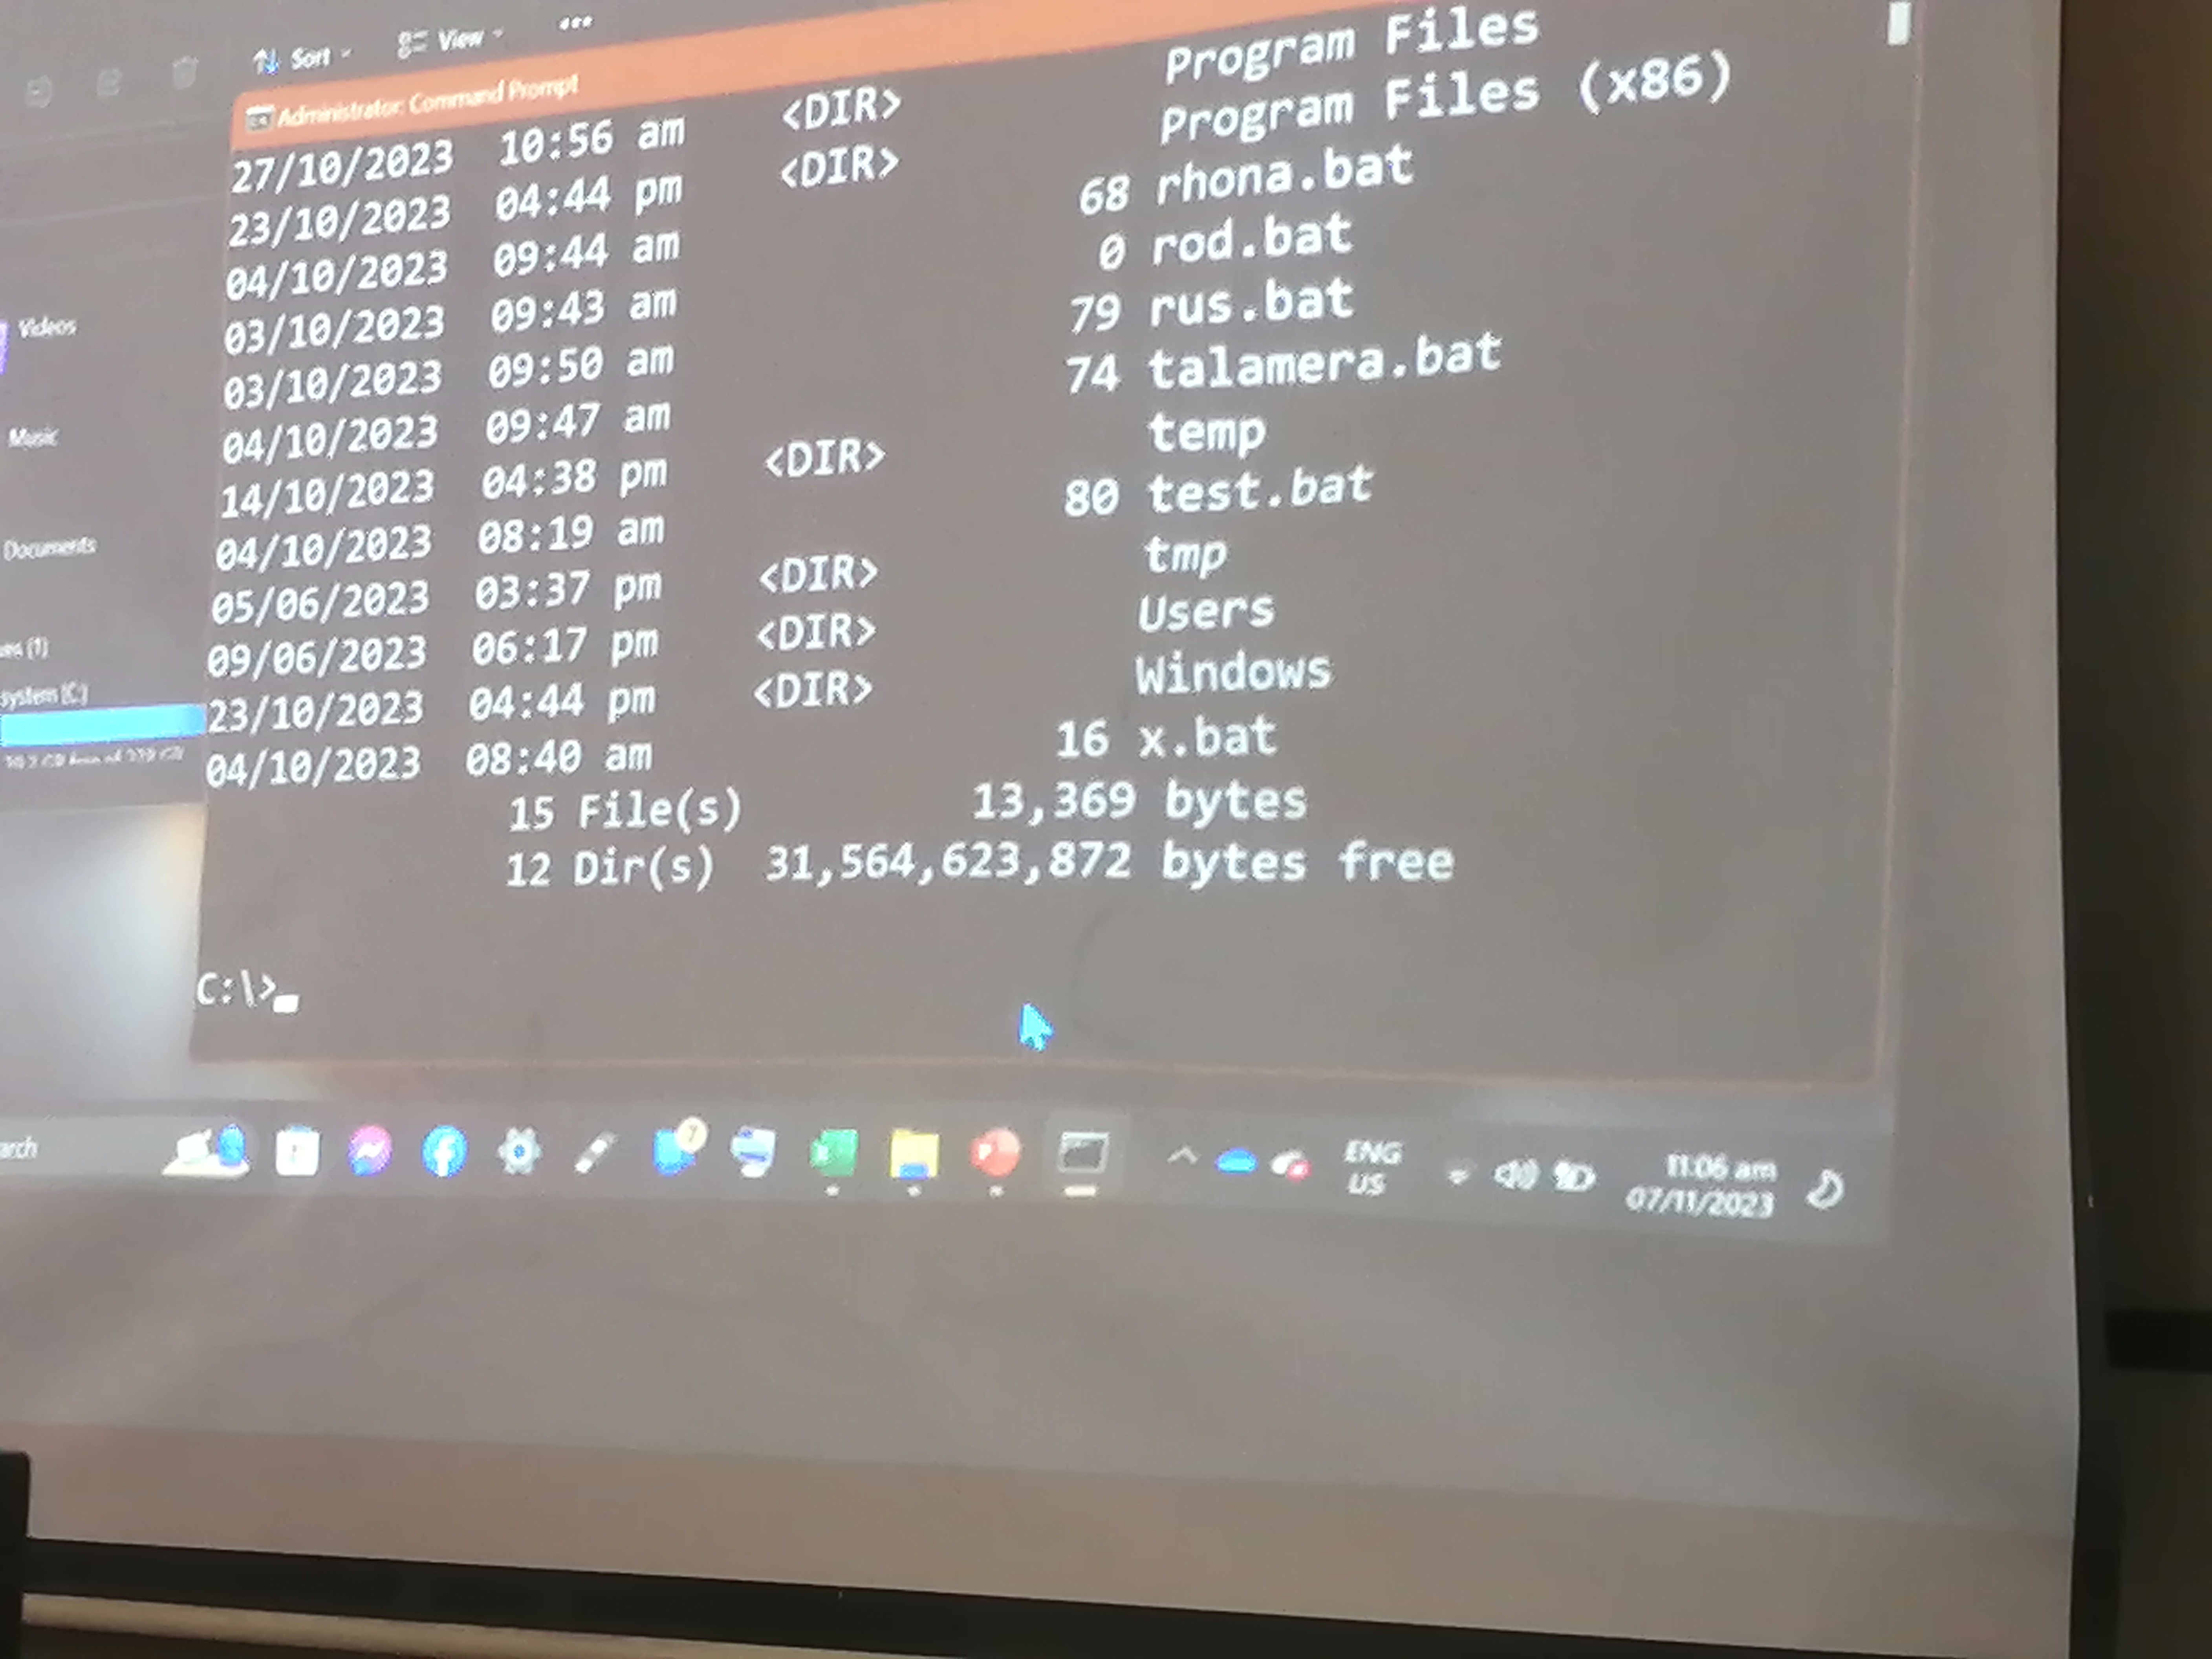 Sort View •••
Administrator: Command Prompt
27/10/2023 10:56 am <DIR> Program Files
23/10/2023 04:44 pm <DIR> Program Files (x86)
04/10/2023 09:44 am 68 rhona.bat
03/10/2023 09:43 am 0 rod.bat
03/10/2023 09:50 am 79 rus.bat
04/10/2023 09:47 am 74 talamera.bat
14/10/2023 04:38 pm <DIR> temp
04/10/2023 08:19 am 80 test.bat
05/06/2023 03:37 pm <DIR> tmp
09/06/2023 06:17 pm <DIR> Users
23/10/2023 04:44 pm <DIR> Windows
04/10/2023 08:40 am 16 x.bat
15 File(s) 13,369 bytes
12 Dir(s) 31,564,623,872 bytes free
C:\>
Videos
Music
Documents
(1)
system (C:)
arch
7
ENG
US
11:06 am
07/11/2023